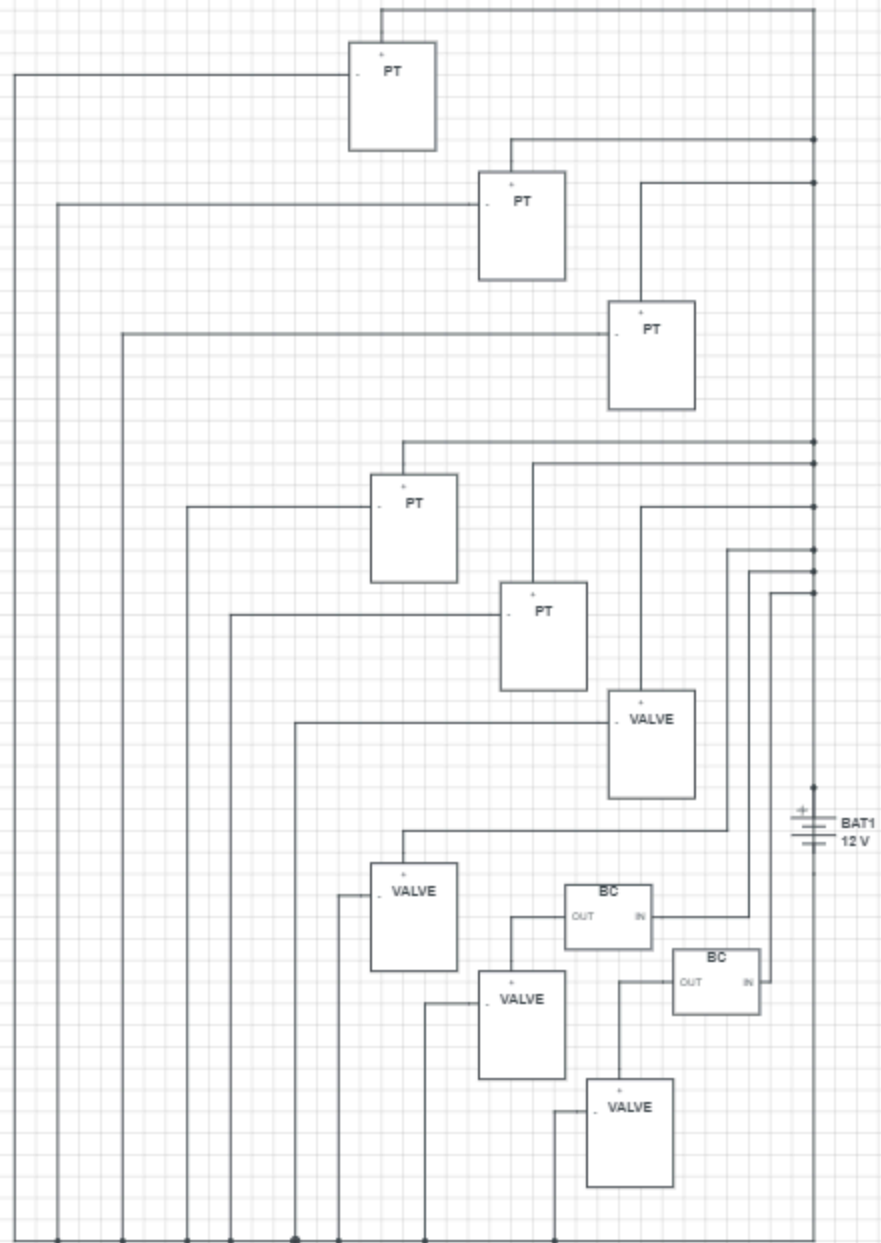 +
PT
-
+
PT
-
+
PT
-
+
PT
-
+
PT
-
+
VALVE
-
+
BAT1
12 V
+
VALVE
-
BC
OUT IN
BC
OUT IN
+
VALVE
-
+
VALVE
-